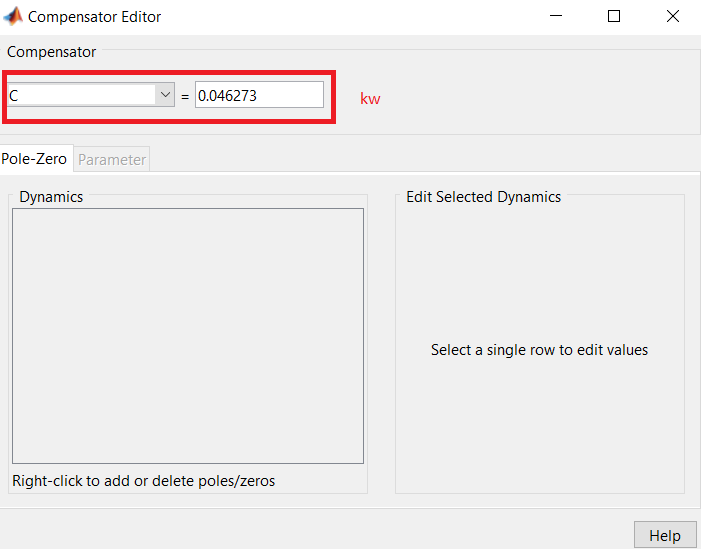 Compensator Editor
Compensator
C = 0.046273 kw
Pole-Zero Parameter
Dynamics Edit Selected Dynamics
Select a single row to edit values
Right-click to add or delete poles/zeros
Help